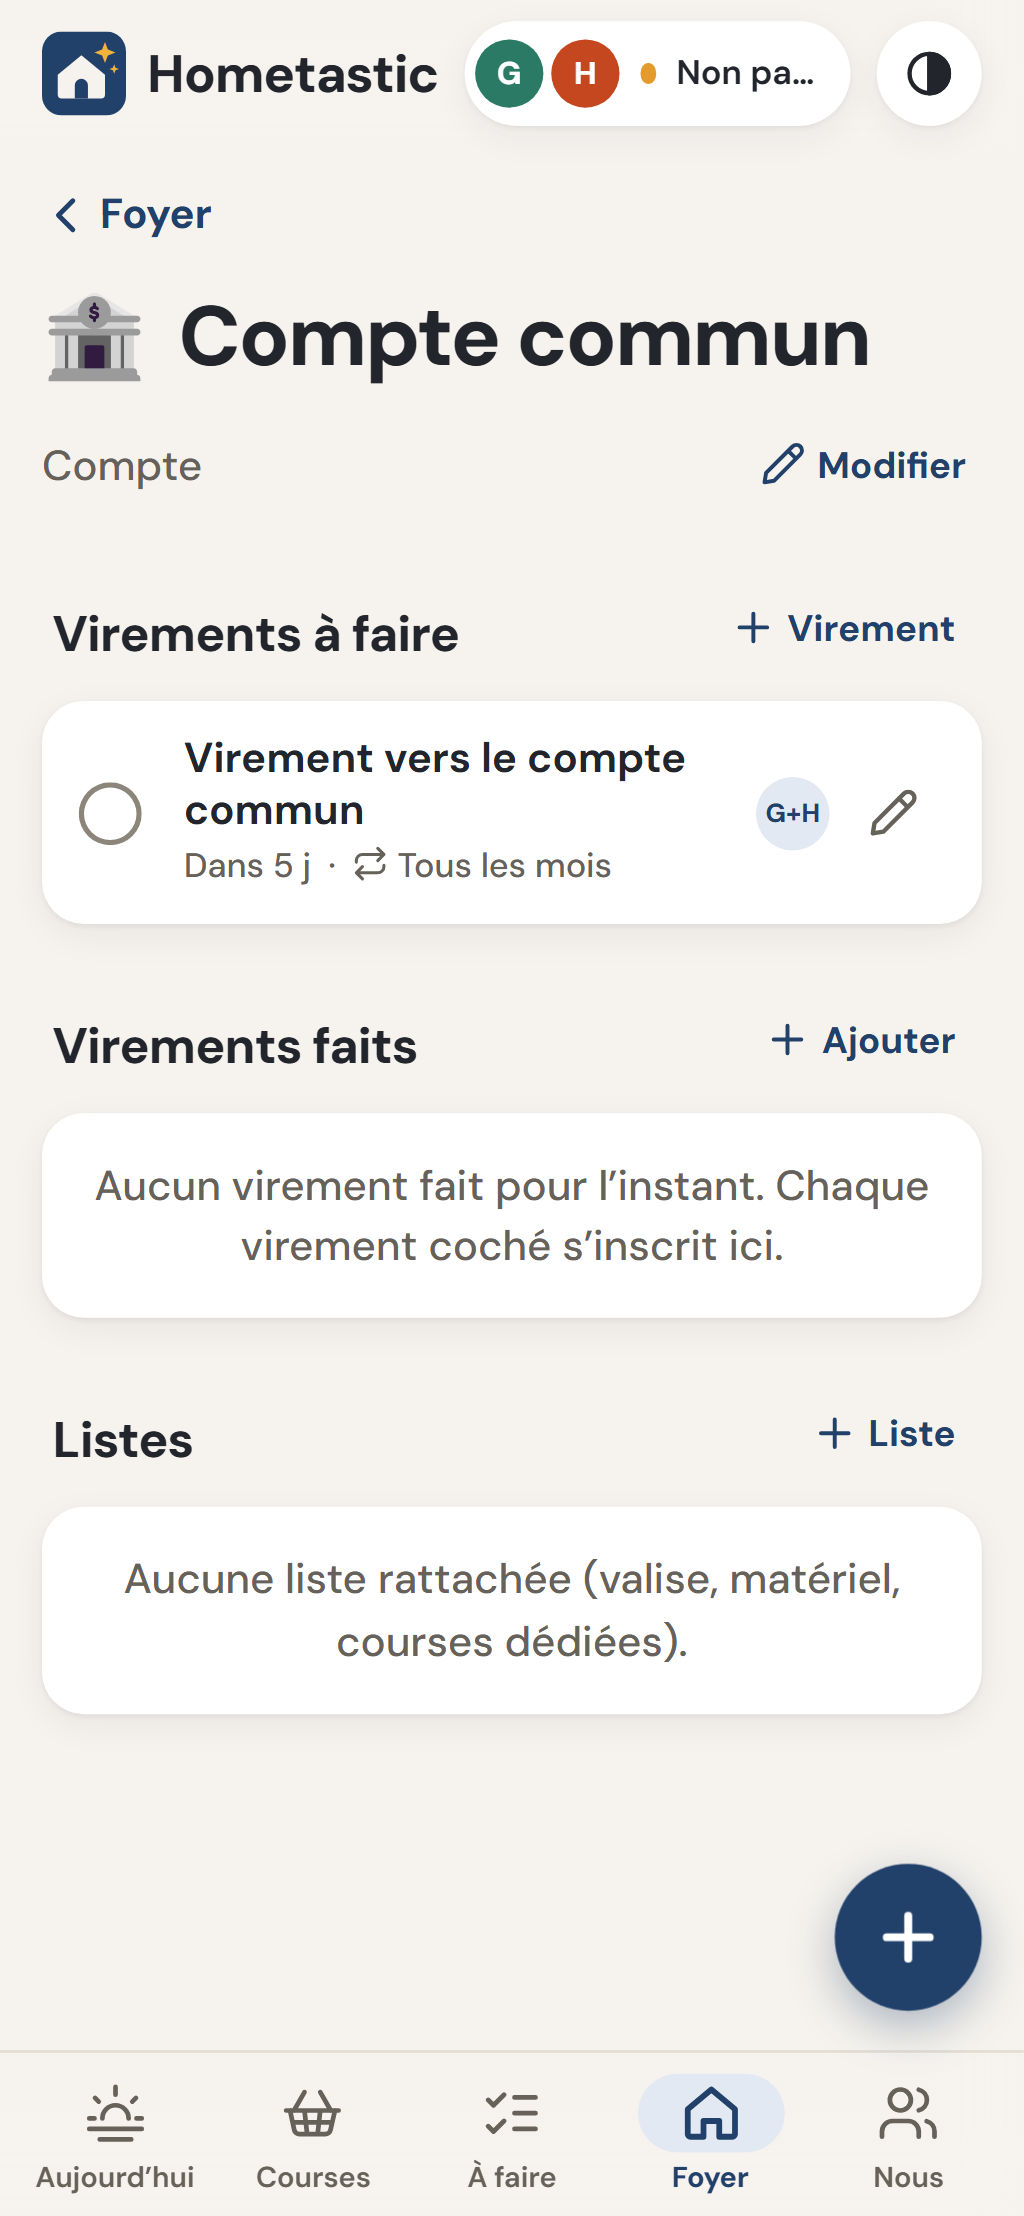 Hometastic
G H Non pa...
Foyer
$
Compte commun
Compte
Modifier
Virements à faire
Virement
Virement vers le compte
commun
Dans 5 j · Tous les mois
G+H
Virements faits
Ajouter
Aucun virement fait pour l’instant. Chaque
virement coché s’inscrit ici.
Listes
Liste
Aucune liste rattachée (valise, matériel,
courses dédiées).
Aujourd’hui
Courses
À faire
Foyer
Nous